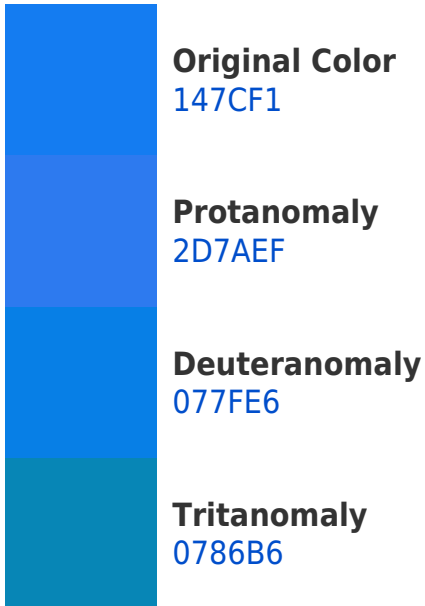 Original Color
147CF1
Protanomaly
2D7AEF
Deuteranomaly
077FE6
Tritanomaly
0786B6